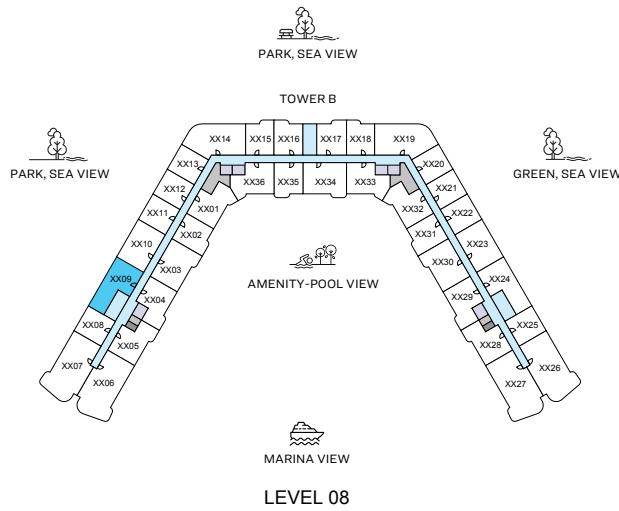 PARK, SEA VIEW
TOWER B
PARK, SEA VIEW
GREEN, SEA VIEW
XX14
XX15
XX16
XX17
XX18
XX19
XX13
XX20
XX36
XX35
XX34
XX33
XX12
XX21
XX01
XX32
XX11
XX22
XX02
XX31
XX10
XX23
XX03
XX30
XX09
XX24
XX04
XX29
XX08
XX25
XX05
XX28
XX07
XX26
XX06
XX27
AMENITY-POOL VIEW
MARINA VIEW
LEVEL 08